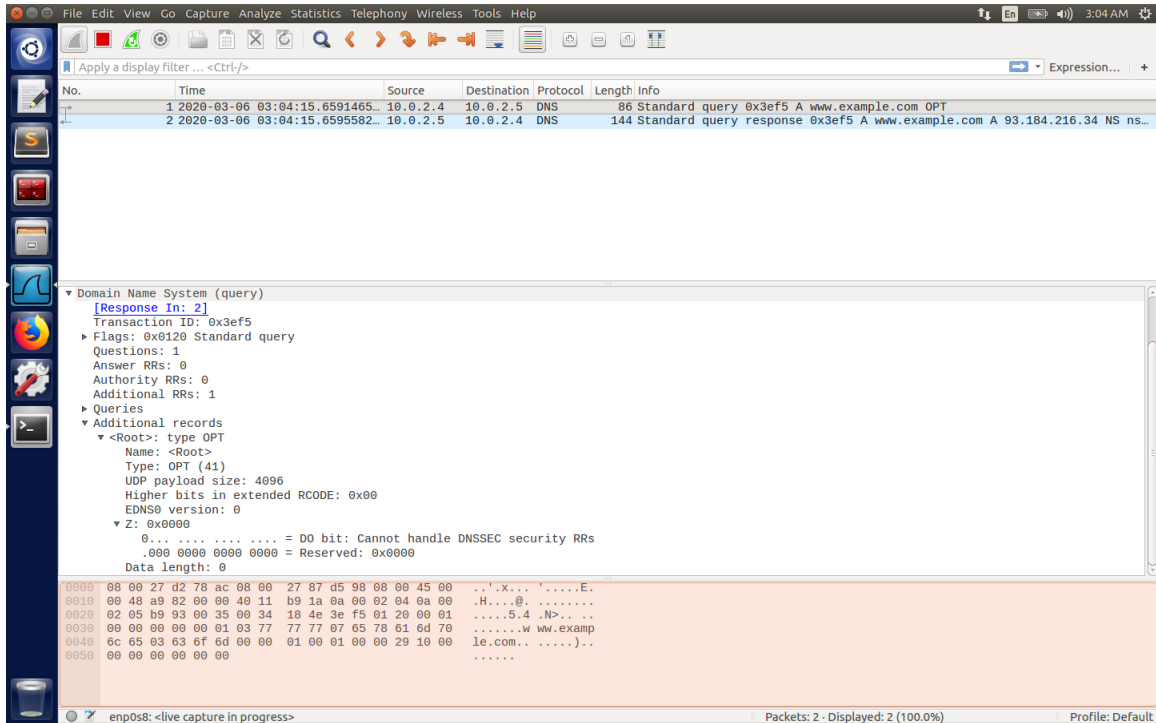 File Edit View Go Capture Analyze Statistics Telephony Wireless Tools Help En 3:04 AM
Apply a display filter ... <Ctrl-/> Expression... +
No. Time Source Destination Protocol Length Info
1 2020-03-06 03:04:15.6591465… 10.0.2.4 10.0.2.5 DNS 86 Standard query 0x3ef5 A www.example.com OPT
2 2020-03-06 03:04:15.6595582… 10.0.2.5 10.0.2.4 DNS 144 Standard query response 0x3ef5 A www.example.com A 93.184.216.34 NS ns…
Domain Name System (query)
[Response In: 2]
Transaction ID: 0x3ef5
Flags: 0x0120 Standard query
Questions: 1
Answer RRs: 0
Authority RRs: 0
Additional RRs: 1
Queries
Additional records
<Root>: type OPT
Name: <Root>
Type: OPT (41)
UDP payload size: 4096
Higher bits in extended RCODE: 0x00
EDNS0 version: 0
Z: 0x0000
0... .... .... .... = DO bit: Cannot handle DNSSEC security RRs
.000 0000 0000 0000 = Reserved: 0x0000
Data length: 0
0000 08 00 27 d2 78 ac 08 00 27 87 d5 98 08 00 45 00 ..'.x... '.....E.
0010 00 48 a9 82 00 00 40 11 b9 1a 0a 00 02 04 0a 00 .H....@. ........
0020 02 05 b9 93 00 35 00 34 18 4e 3e f5 01 20 00 01 .....5.4 .N>.. ..
0030 00 00 00 00 00 01 03 77 77 77 07 65 78 61 6d 70 .......w ww.examp
0040 6c 65 03 63 6f 6d 00 00 01 00 01 00 00 29 10 00 le.com.. .....)..
0050 00 00 00 00 00 00 ......
enp0s8: <live capture in progress> Packets: 2 · Displayed: 2 (100.0%) Profile: Default